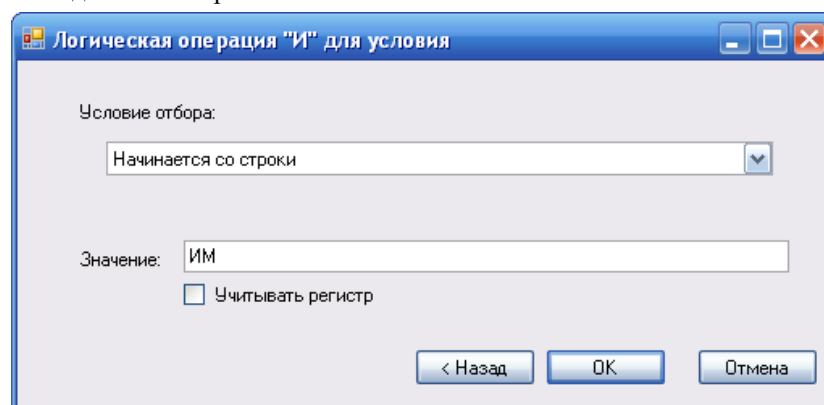 Логическая операция "И" для условия
Условие отбора:
Начинается со строки
Значение: ИМ
Учитывать регистр
< Назад OK Отмена